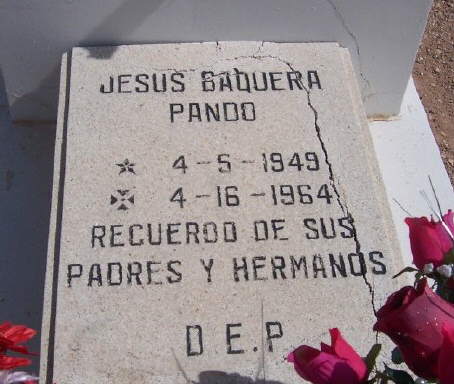 JESUS BAQUERA
PANDO
4-5-1949
4-16-1964
RECUERDO DE SUS
PADRES Y HERMANOS
D E.P